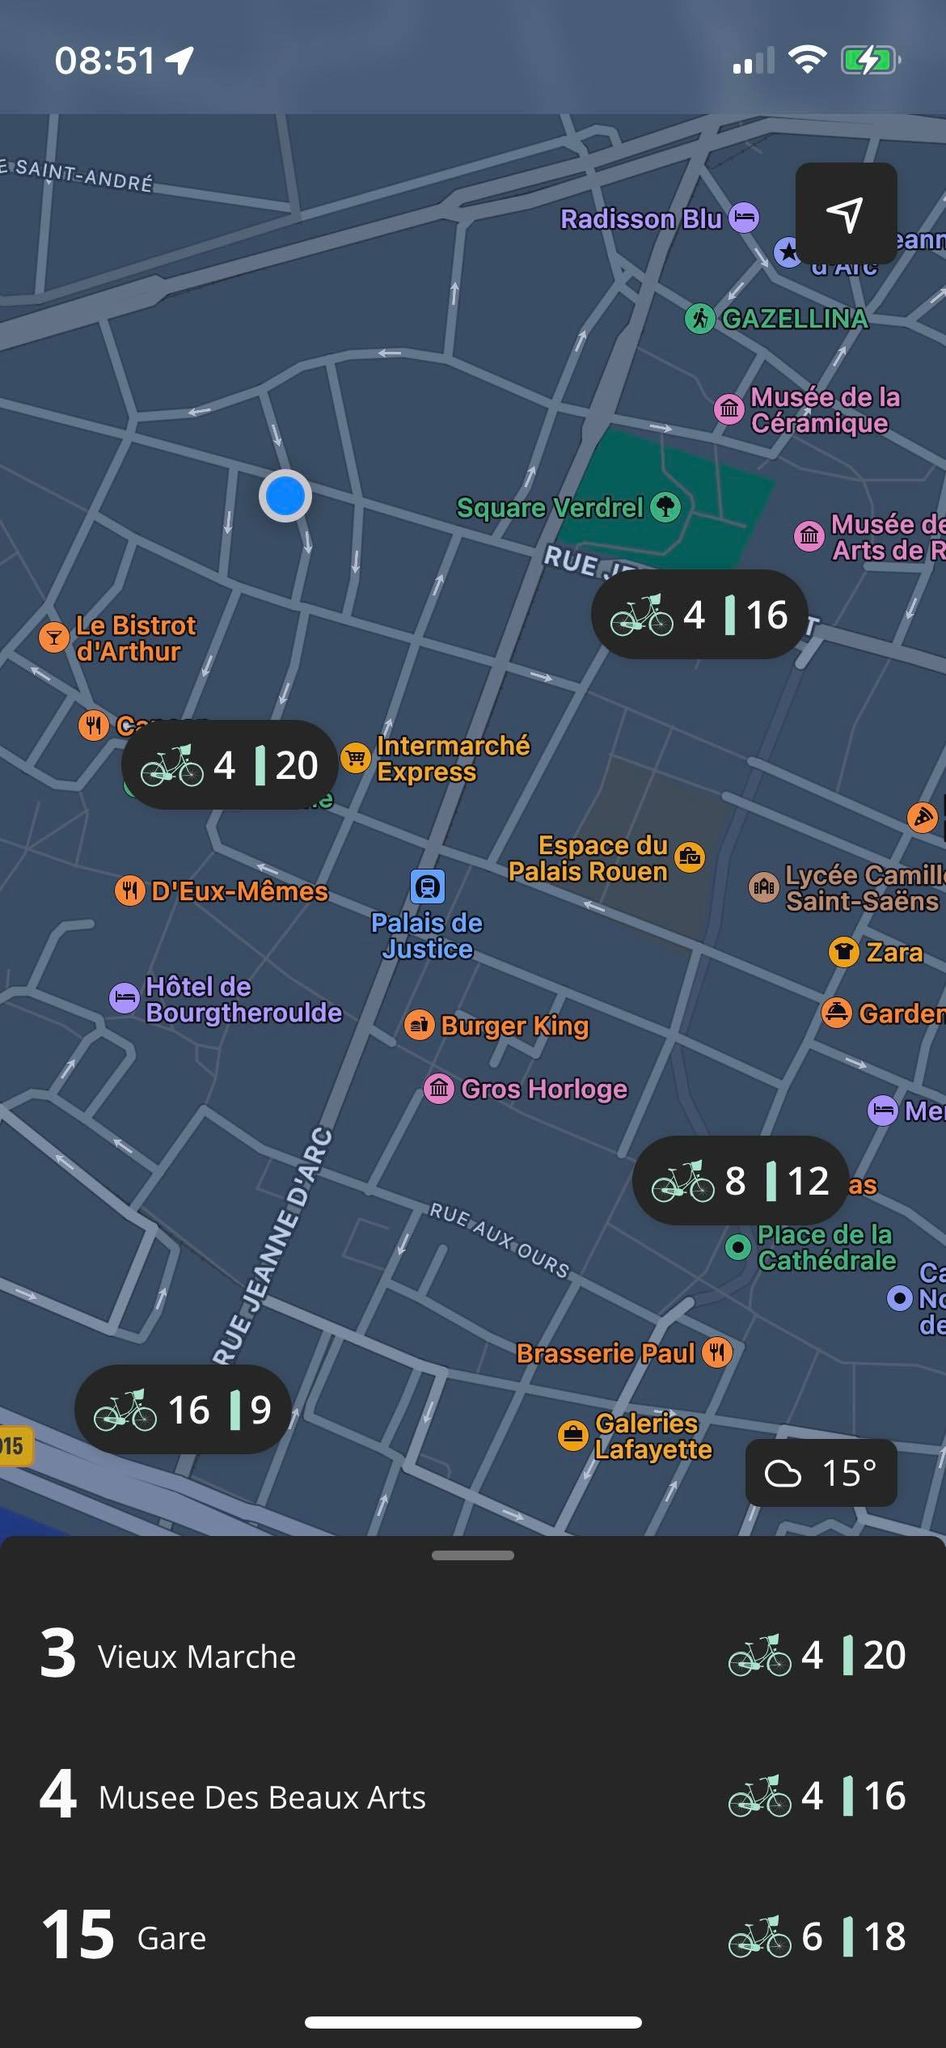 08:51
E SAINT-ANDRÉ
Radisson Blu
eann
d'Arc
GAZELLINA
Musée de la
Céramique
Square Verdrel
Musée de
Arts de R
RUE JE
T
4 16
Le Bistrot
d'Arthur
4 20
Intermarché
Express
Espace du
Palais Rouen
Lycée Camille
Saint-Saëns
D'Eux-Mêmes
Palais de
Justice
Zara
Hôtel de
Bourgtheroulde
Burger King
Garden
Gros Horloge
Me
8 12
as
RUE JEANNE D'ARC
RUE AUX OURS
Place de la
Cathédrale
Ca
No
de
Brasserie Paul
16 9
015
Galeries
Lafayette
15°
3 Vieux Marche 4 20
4 Musee Des Beaux Arts 4 16
15 Gare 6 18